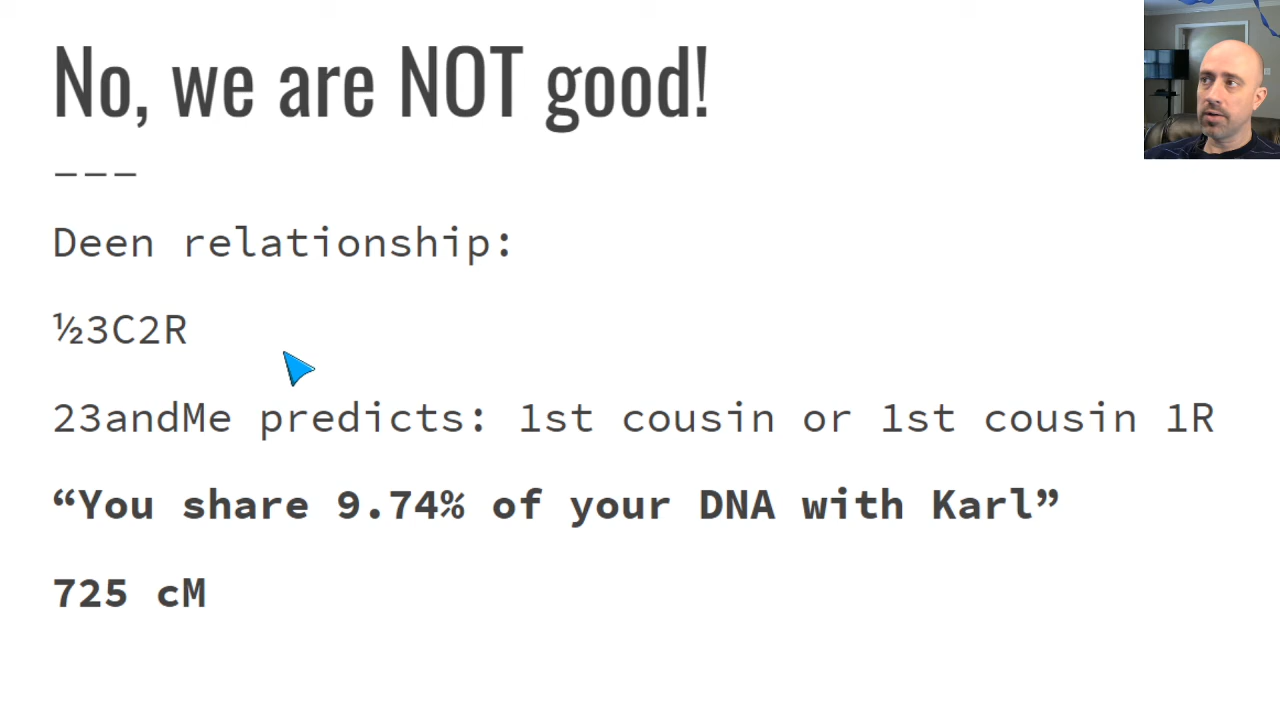 No, we are NOT good!
———
Deen relationship:
½3C2R
23andMe predicts: 1st cousin or 1st cousin 1R
“You share 9.74% of your DNA with Karl”
725 cM